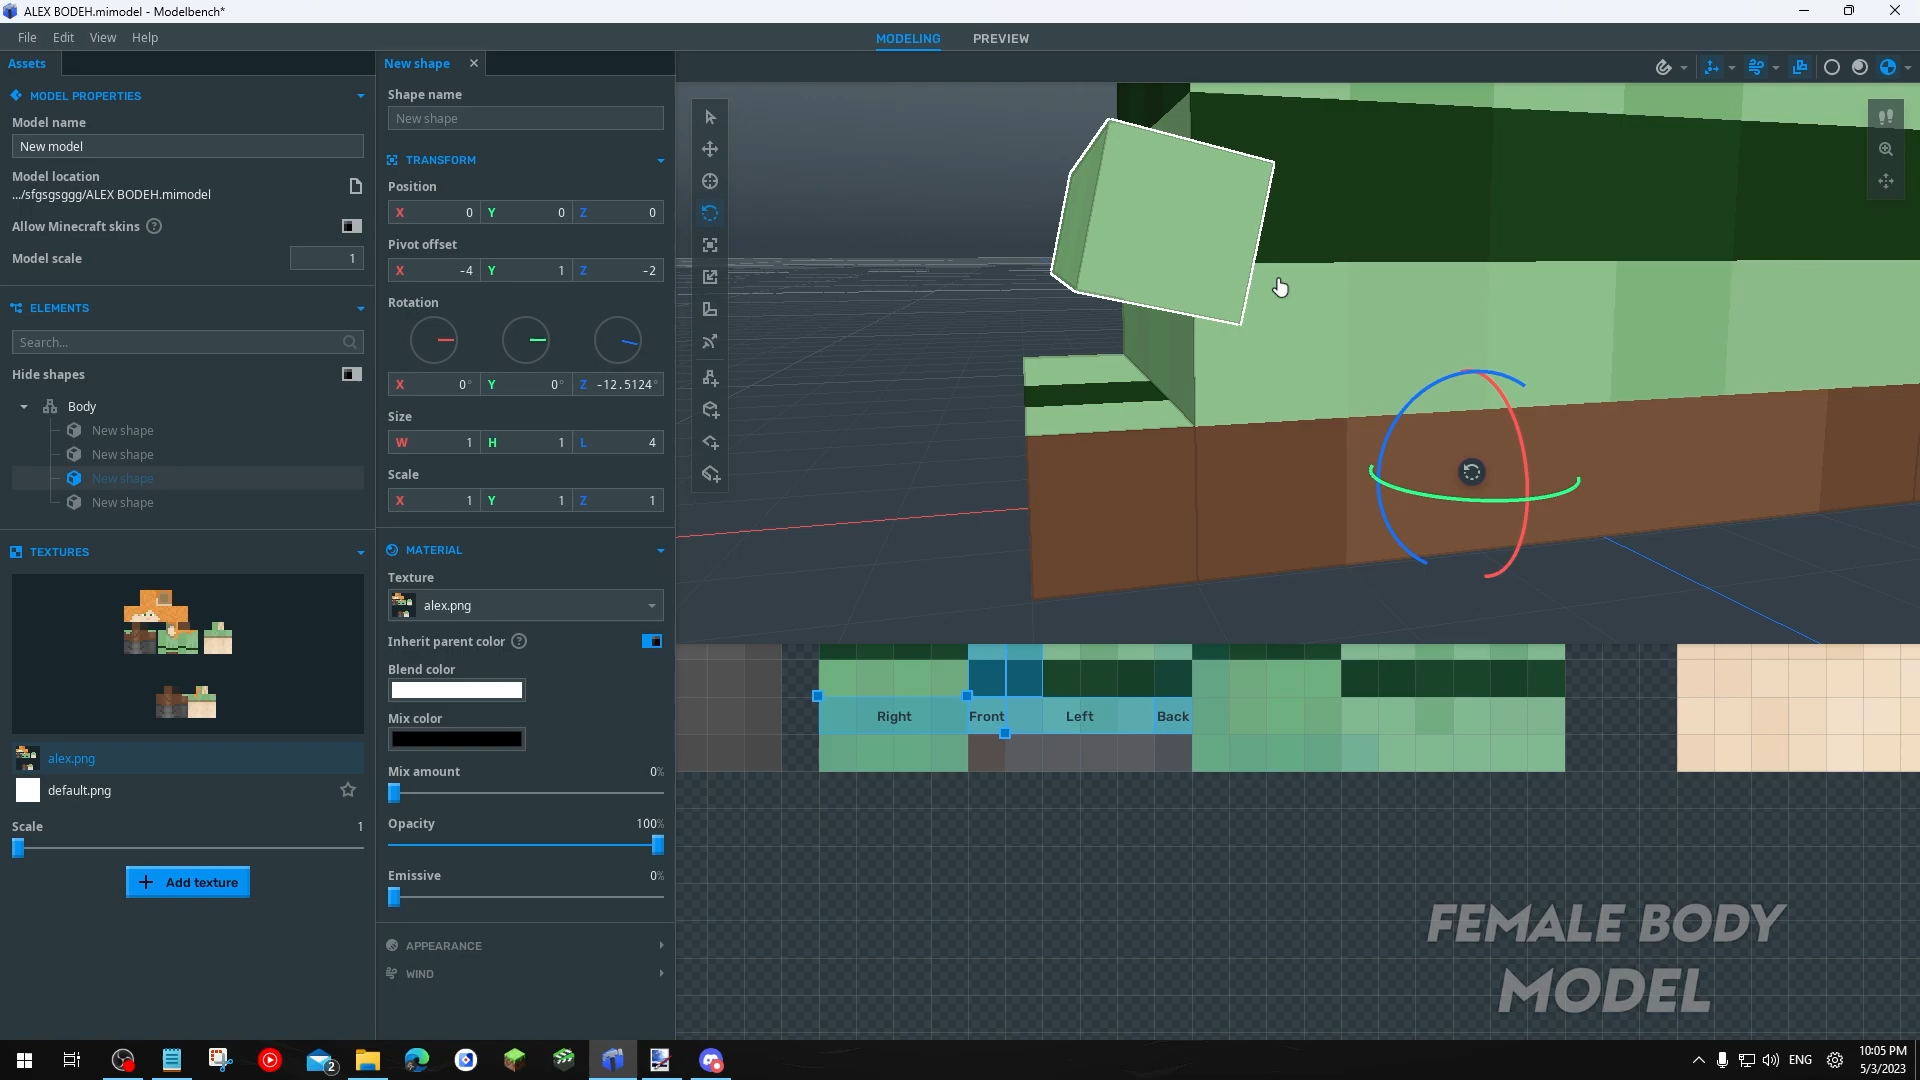 ALEX BODEH.mimodel - Modelbench*
File Edit View Help
MODELING PREVIEW
Assets
MODEL PROPERTIES
Model name
New model
Model location
.../sfgsgsggg/ALEX BODEH.mimodel
Allow Minecraft skins ?
Model scale 1
ELEMENTS
Search...
Hide shapes
Body
New shape
New shape
New shape
New shape
TEXTURES
alex.png
default.png
Scale 1
+ Add texture
New shape
Shape name
New shape
TRANSFORM
Position
X 0 Y 0 Z 0
Pivot offset
X -4 Y 1 Z -2
Rotation
X 0° Y 0° Z -12.5124°
Size
W 1 H 1 L 4
Scale
X 1 Y 1 Z 1
MATERIAL
Texture
alex.png
Inherit parent color ?
Blend color
Mix color
Mix amount 0%
Opacity 100%
Emissive 0%
APPEARANCE
WIND
Right Front Left Back
FEMALE BODY
MODEL
2
ENG
10:05 PM
5/3/2023